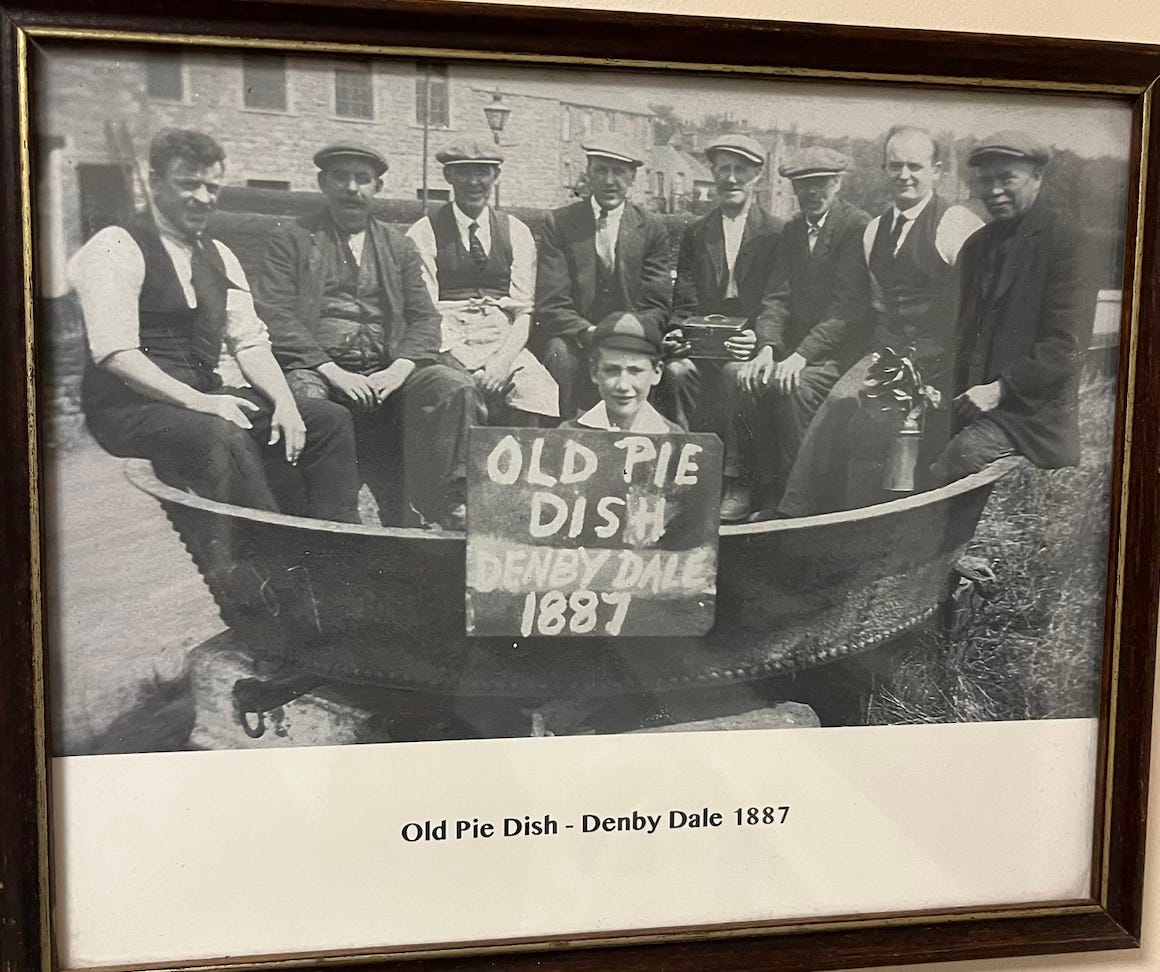 OLD PIE
DISH
DENBY DALE
1887
Old Pie Dish - Denby Dale 1887